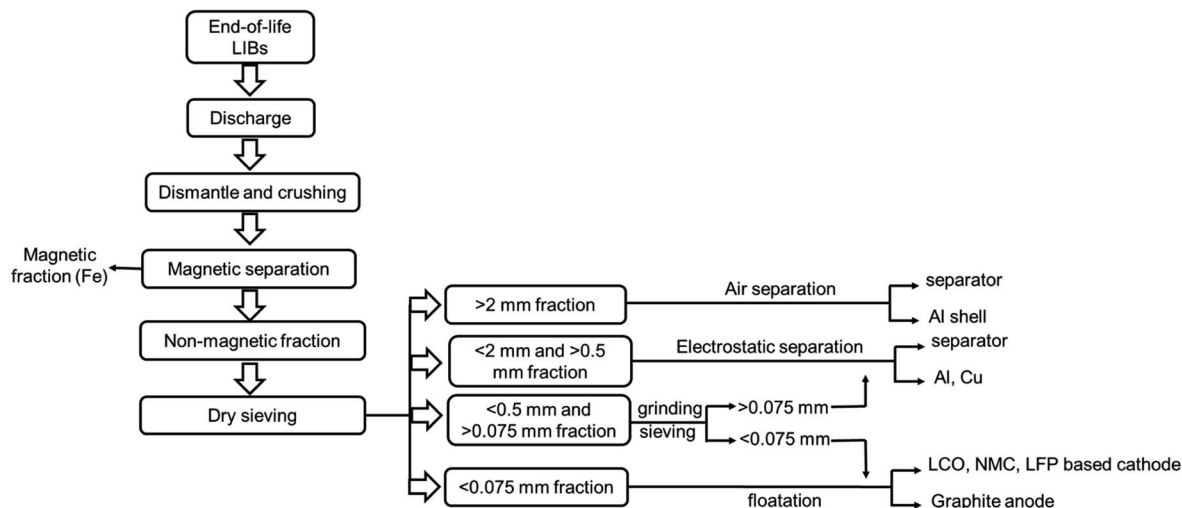 End-of-life
LIBs
Discharge
Dismantle and crushing
Magnetic
fraction (Fe)
Magnetic separation
Non-magnetic fraction
Dry sieving
>2 mm fraction
Air separation
separator
Al shell
<2 mm and >0.5
mm fraction
Electrostatic separation
separator
Al, Cu
<0.5 mm and
>0.075 mm fraction
grinding
sieving
>0.075 mm
<0.075 mm
<0.075 mm fraction
floatation
LCO, NMC, LFP based cathode
Graphite anode